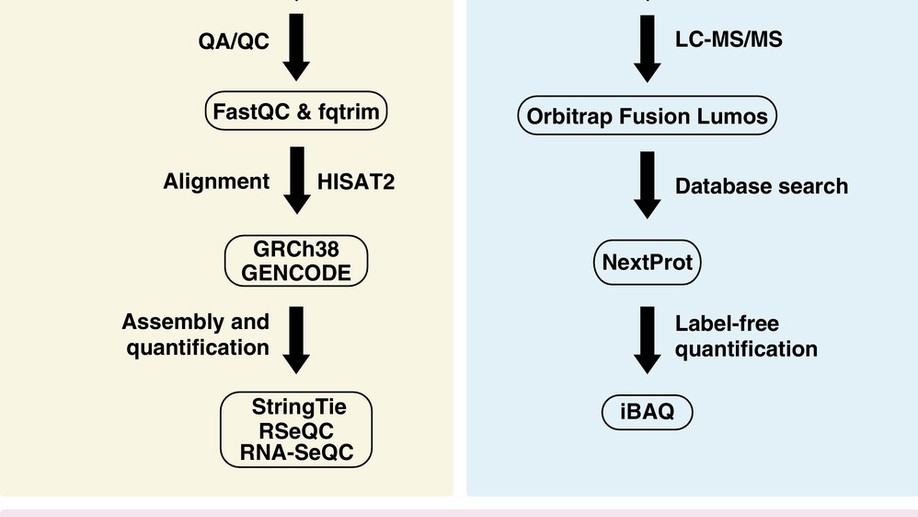 QA/QC
FastQC & fqtrim
Alignment
HISAT2
GRCh38
GENCODE
Assembly and
quantification
StringTie
RSeQC
RNA-SeQC
LC-MS/MS
Orbitrap Fusion Lumos
Database search
NextProt
Label-free
quantification
iBAQ